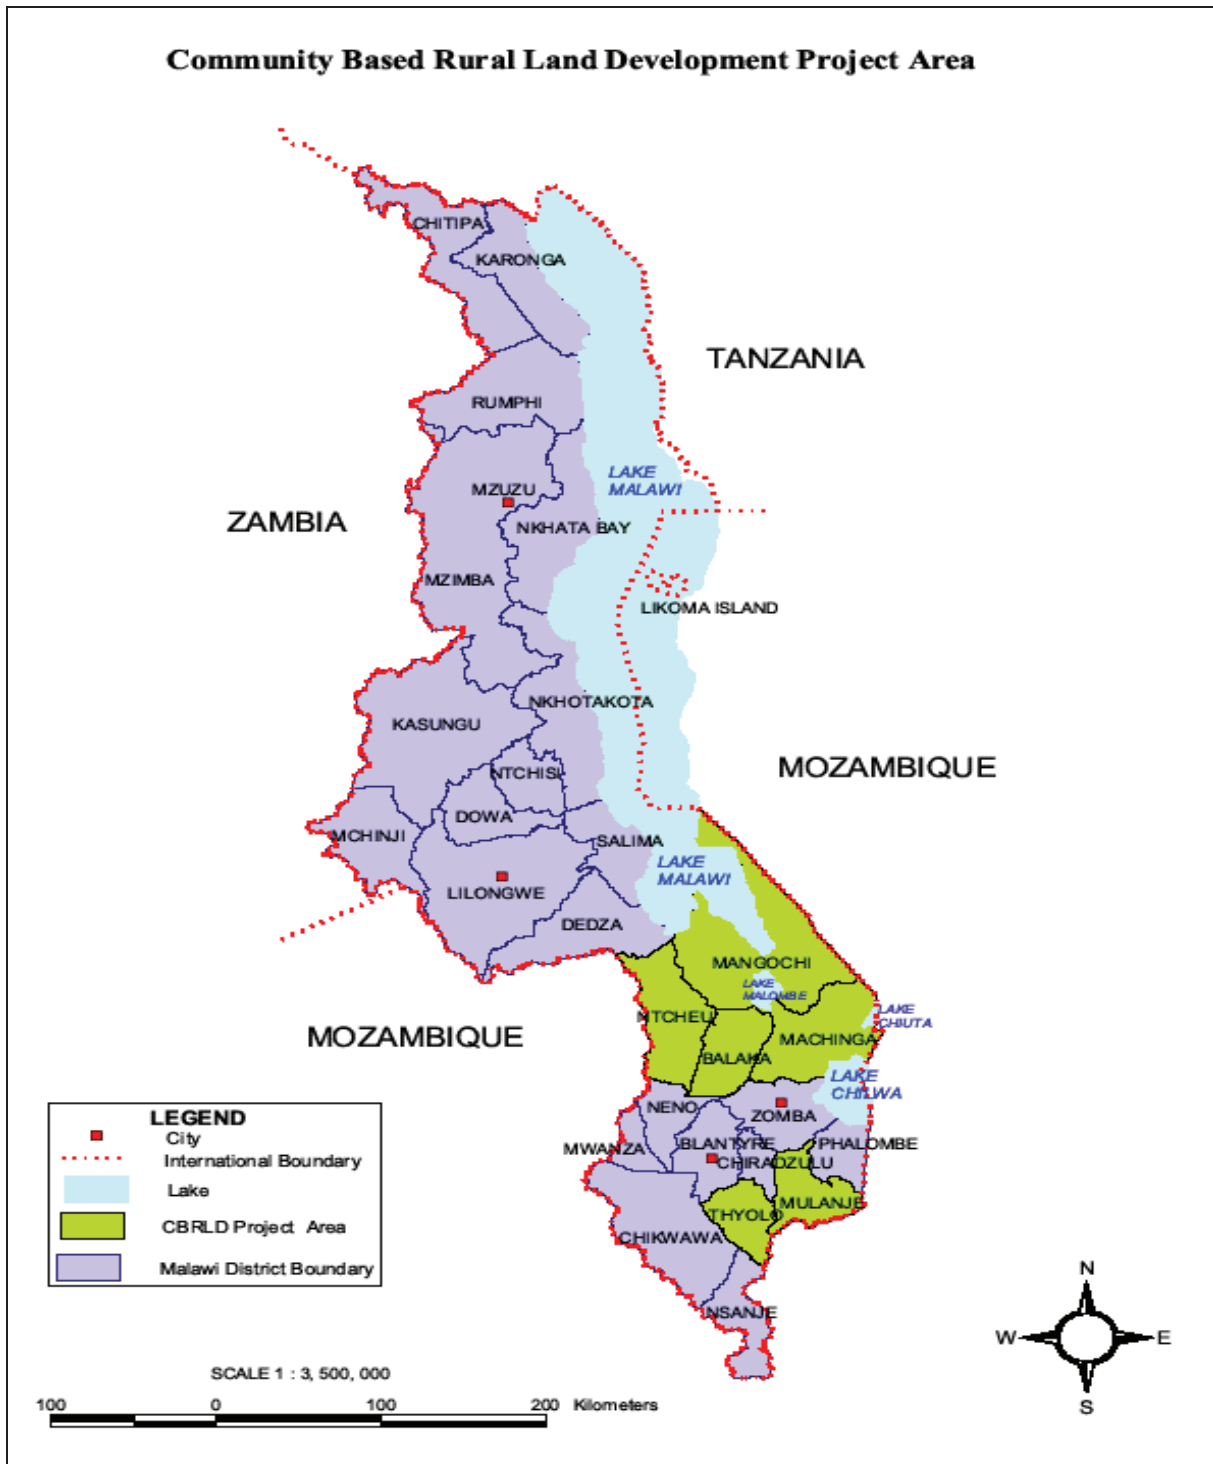 Community Based Rural Land Development Project Area
CHITIPA
KARONGA
TANZANIA
RUMPHI
LAKE
MALAWI
MZUZU
ZAMBIA
NKHATA BAY
MZIMBA
LIKOMA ISLAND
NKHOTAKOTA
KASUNGU
MOZAMBIQUE
NTCHISI
DOWA
MCHINJI
SALIMA
LAKE
MALAWI
LILONGWE
DEDZA
MANGOCHI
LAKE
MALOMBE
LAKE
CHIUTA
NTCHEU
MOZAMBIQUE
MACHINGA
BALAKA
LAKE
CHILWA
NENO
ZOMBA
MWANZA
BLANTYRE
PHALOMBE
CHIRADZULU
MULANJE
THYOLO
CHIKWAWA
NSANJE
LEGEND
City
International Boundary
Lake
CBRLD Project Area
Malawi District Boundary
N
W
E
S
SCALE 1 : 3, 500, 000
100 0 100 200 Kilometers